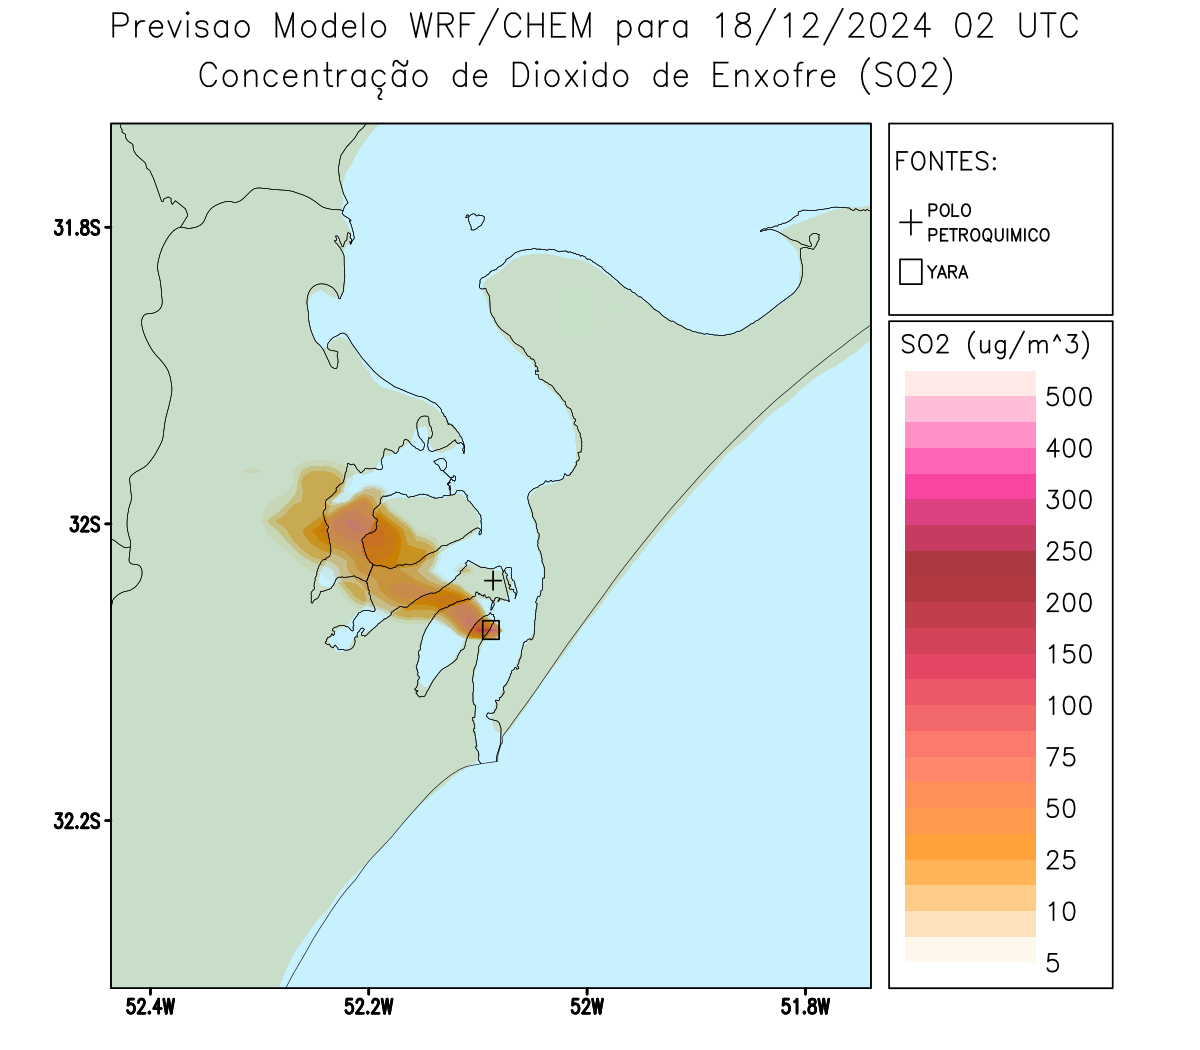 Previsao Modelo WRF/CHEM para 18/12/2024 02 UTC
Concentração de Dioxido de Enxofre (SO2)
FONTES:
POLO
PETROQUIMICO
YARA
SO2 (ug/m^3)
500
400
300
250
200
150
100
75
50
25
10
5
31.8S
32S
32.2S
52.4W
52.2W
52W
51.8W